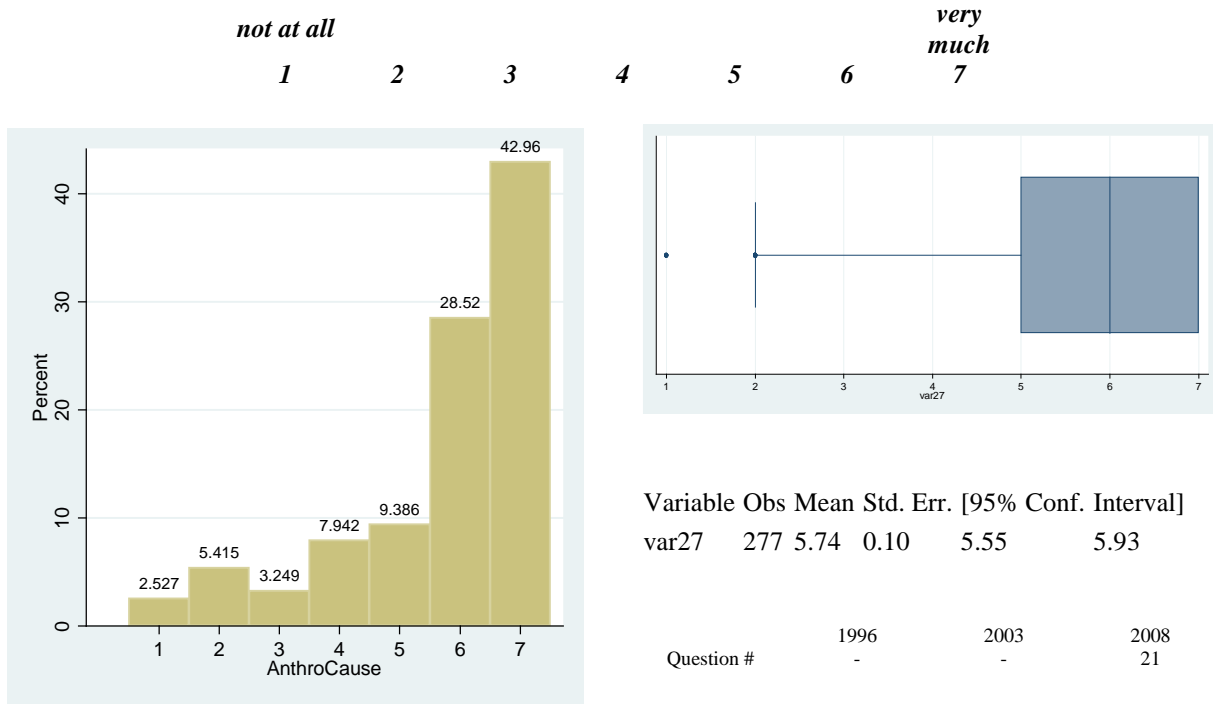 very
not at all
much
1 2 3 4 5 6 7
42.96
40
28.52
30
Percent
20
9.386
10
7.942
5.415
3.249
2.527
0
1 2 3 4 5 6 7
AnthroCause
1 2 3 4 5 6 7
var27
Variable Obs Mean Std. Err. [95% Conf. Interval]
var27 277 5.74 0.10 5.55 5.93
1996 2003 2008
Question # - - 21